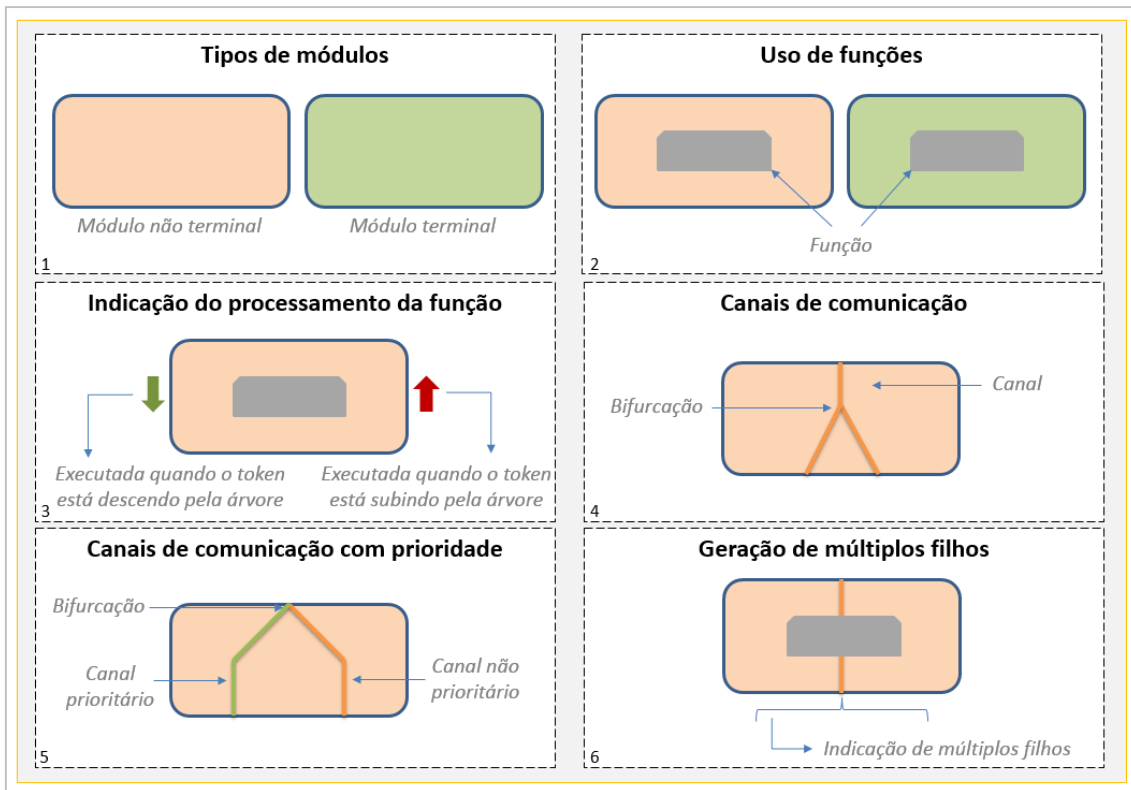 Tipos de módulos
Módulo não terminal
Módulo terminal
1
Uso de funções
Função
2
Indicação do processamento da função
Executada quando o token
está descendo pela árvore
Executada quando o token
está subindo pela árvore
3
Canais de comunicação
Canal
Bifurcação
4
Canais de comunicação com prioridade
Bifurcação
Canal
prioritário
Canal não
prioritário
5
Geração de múltiplos filhos
Indicação de múltiplos filhos
6